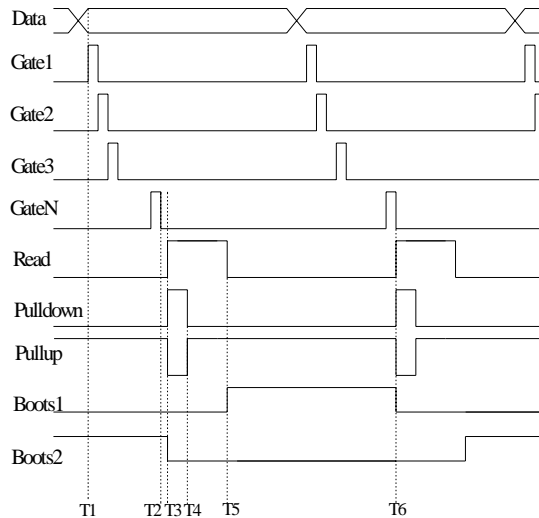 Data
Gate1
Gate2
Gate3
GateN
Read
Pulldown
Pullup
Boots1
Boots2
T1 T2 T3 T4 T5 T6